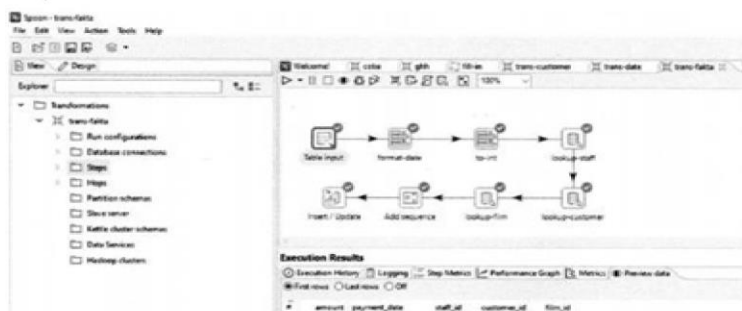 Spoon - trans-fakta
File Edit View Action Tools Help
View Design
Explorer
Transformations
trans-fakta
Run configurations
Database connections
Steps
Hops
Partition schemas
Slave server
Kettle cluster schemas
Data Services
Hadoop clusters
Welcome! coba fill-in trans-customer trans-date trans-fakta
100%
Table input format-date to-int lookup-staff
Insert / Update Add sequence lookup-film lookup-customer
Execution Results
Execution History Logging Step Metrics Performance Graph Metrics Preview data
First rows Last rows Off
# amount payment_date staff_id customer_id film_id